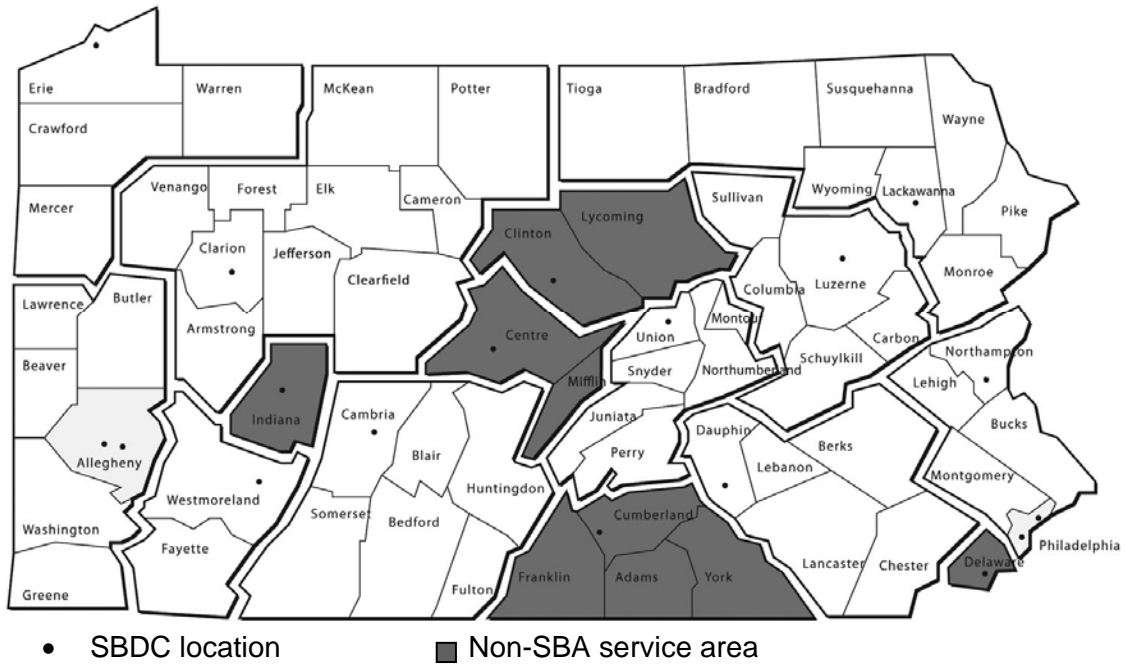 Erie
Warren
McKean
Potter
Tioga
Bradford
Susquehanna
Wayne
Crawford
Mercer
Venango
Forest
Elk
Cameron
Clinton
Lycoming
Sullivan
Wyoming
Lackawanna
Pike
Clarion
Jefferson
Clearfield
Columbia
Luzerne
Monroe
Lawrence
Butler
Armstrong
Centre
Union
Montour
Carbon
Beaver
Indiana
Mifflin
Snyder
Northumberland
Schuylkill
Northampton
Lehigh
Cambria
Juniata
Dauphin
Berks
Bucks
Allegheny
Blair
Perry
Lebanon
Montgomery
Westmoreland
Huntingdon
Somerset
Bedford
Cumberland
Washington
Fayette
Philadelphia
Greene
Fulton
Franklin
Adams
York
Lancaster
Chester
Delaware
• SBDC location
Non-SBA service area